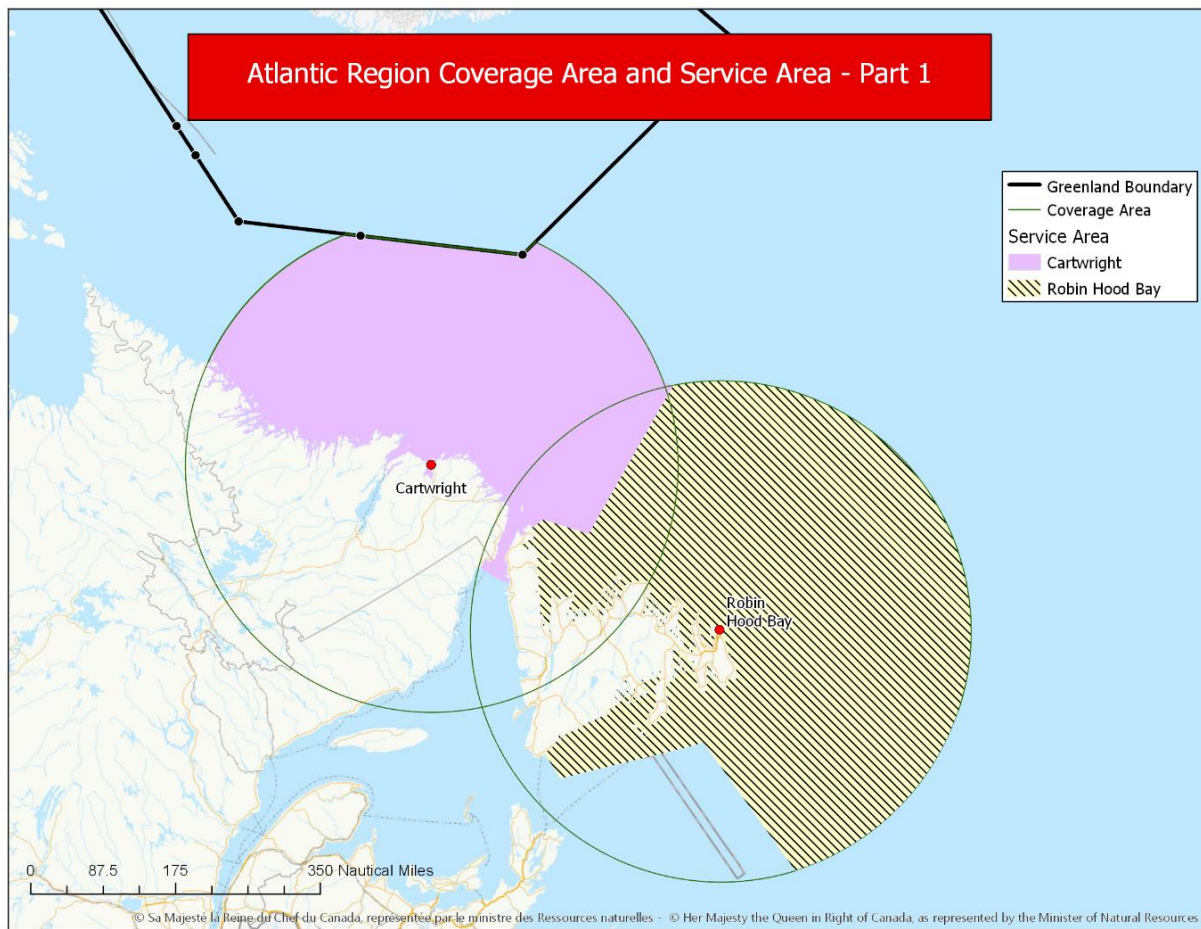 Atlantic Region Coverage Area and Service Area - Part 1
Greenland Boundary
Coverage Area
Service Area
Cartwright
Robin Hood Bay
Cartwright
Robin
Hood Bay
0 87.5 175 350 Nautical Miles
© Sa Majesté la Reine du Chef du Canada, représentée par le ministre des Ressources naturelles - © Her Majesty the Queen in Right of Canada, as represented by the Minister of Natural Resources